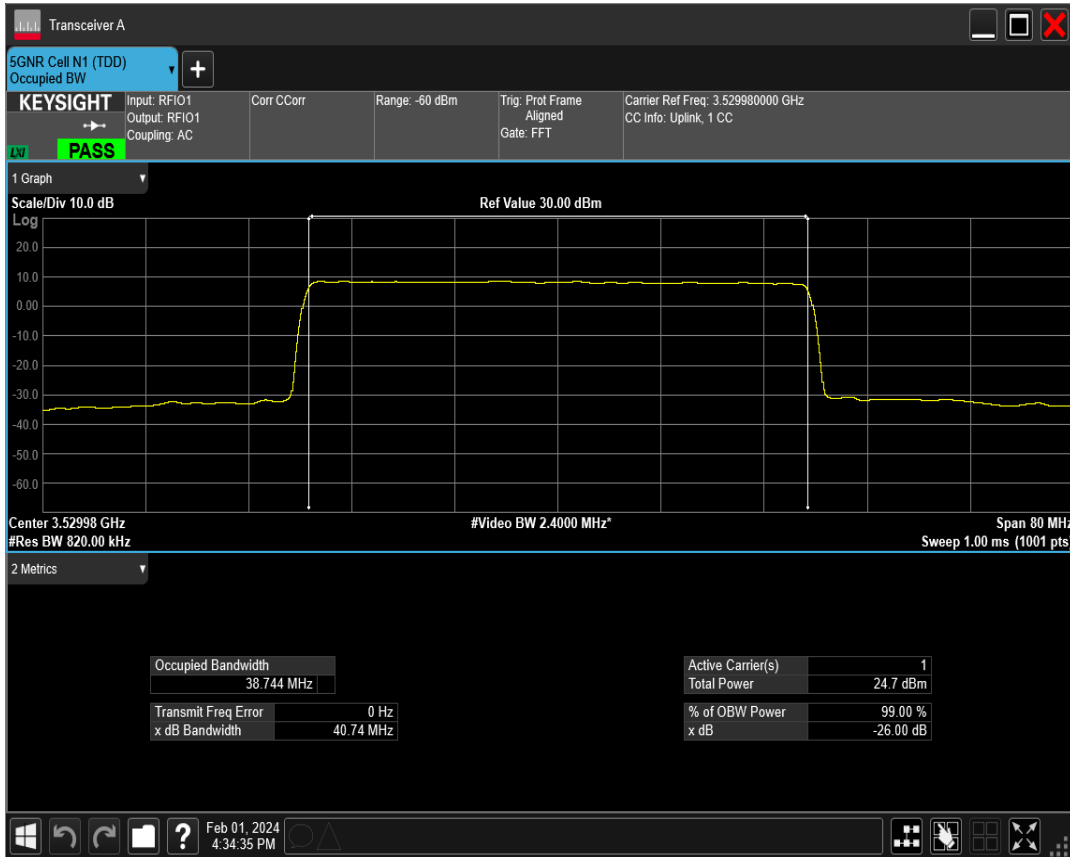 Transceiver A
5GNR Cell N1 (TDD)
Occupied BW
KEYSIGHT
LXI
PASS
Input: RFIO1
Output: RFIO1
Coupling: AC
Corr CCorr
Range: -60 dBm
Trig: Prot Frame
Aligned
Gate: FFT
Carrier Ref Freq: 3.529980000 GHz
CC Info: Uplink, 1 CC
1 Graph
Scale/Div 10.0 dB
Ref Value 30.00 dBm
Log
20.0
10.0
0.00
-10.0
-20.0
-30.0
-40.0
-50.0
-60.0
Center 3.52998 GHz
#Video BW 2.4000 MHz*
Span 80 MHz
#Res BW 820.00 kHz
Sweep 1.00 ms (1001 pts)
2 Metrics
Occupied Bandwidth
38.744 MHz
Transmit Freq Error 0 Hz
x dB Bandwidth 40.74 MHz
Active Carrier(s) 1
Total Power 24.7 dBm
% of OBW Power 99.00 %
x dB -26.00 dB
?
Feb 01, 2024
4:34:35 PM